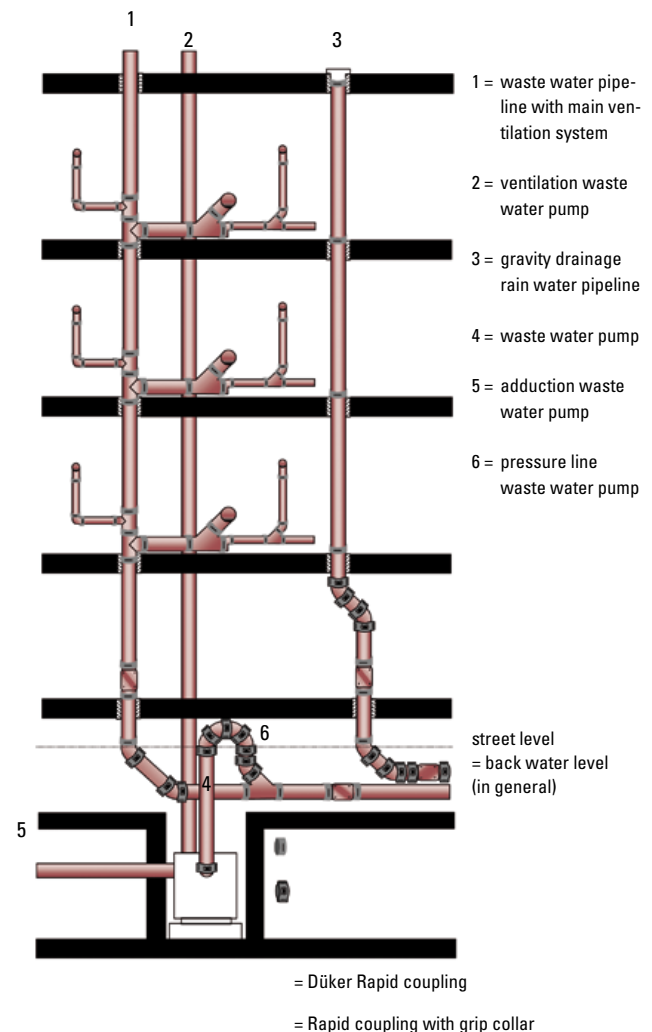 1
2
3
1 = waste water pipe-
line with main ven-
tilation system
2 = ventilation waste
water pump
3 = gravity drainage
rain water pipeline
4 = waste water pump
5 = adduction waste
water pump
6 = pressure line
waste water pump
6
street level
= back water level
(in general)
4
5
= Düker Rapid coupling
= Rapid coupling with grip collar